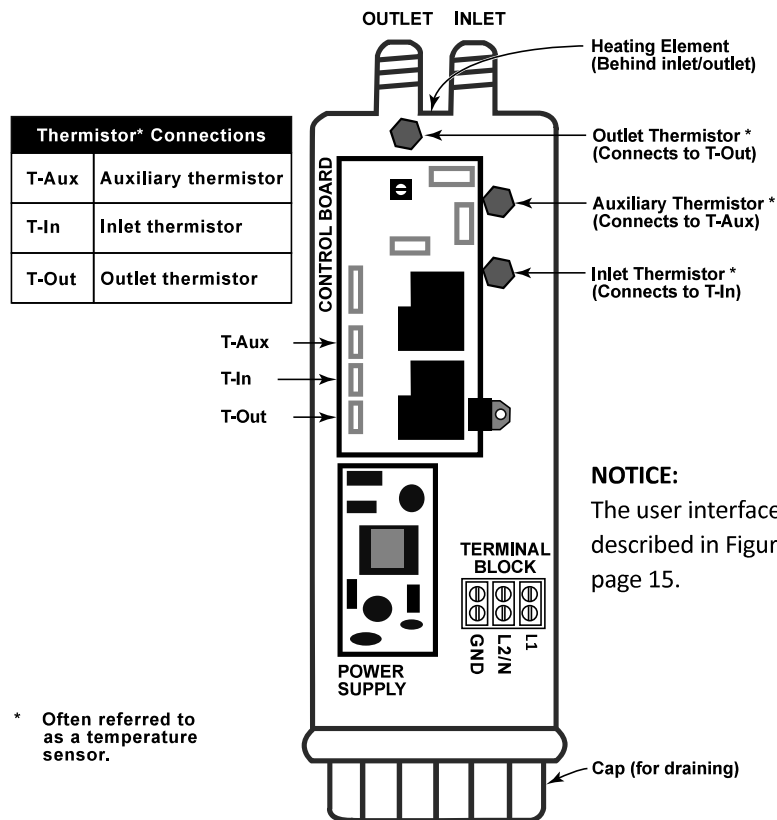 OUTLET INLET
Heating Element
(Behind inlet/outlet)
Thermistor* Connections
T-Aux Auxiliary thermistor
T-In Inlet thermistor
T-Out Outlet thermistor
Outlet Thermistor *
(Connects to T-Out)
CONTROL BOARD
Auxiliary Thermistor *
(Connects to T-Aux)
Inlet Thermistor *
(Connects to T-In)
T-Aux
T-In
T-Out
NOTICE:
The user interface
described in Figur
page 15.
TERMINAL
BLOCK
GND
L2/N
L1
POWER
SUPPLY
* Often referred to
as a temperature
sensor.
Cap (for draining)